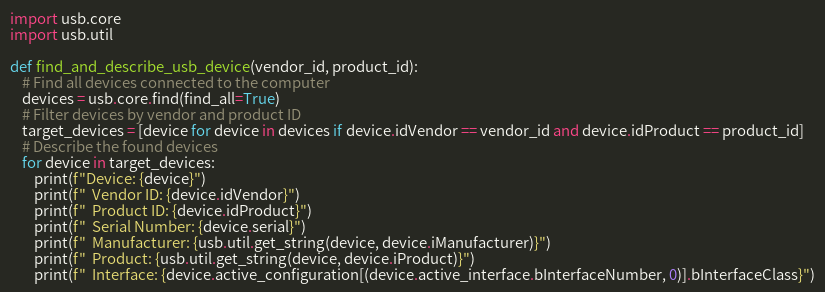 import usb.core
import usb.util
def find_and_describe_usb_device(vendor_id, product_id):
# Find all devices connected to the computer
devices = usb.core.find(find_all=True)
# Filter devices by vendor and product ID
target_devices = [device for device in devices if device.idVendor == vendor_id and device.idProduct == product_id]
# Describe the found devices
for device in target_devices:
print(f"Device: {device}")
print(f"  Vendor ID: {device.idVendor}")
print(f"  Product ID: {device.idProduct}")
print(f"  Serial Number: {device.serial}")
print(f"  Manufacturer: {usb.util.get_string(device, device.iManufacturer)}")
print(f"  Product: {usb.util.get_string(device, device.iProduct)}")
print(f"  Interface: {device.active_configuration[(device.active_interface.bInterfaceNumber, 0)].bInterfaceClass}")